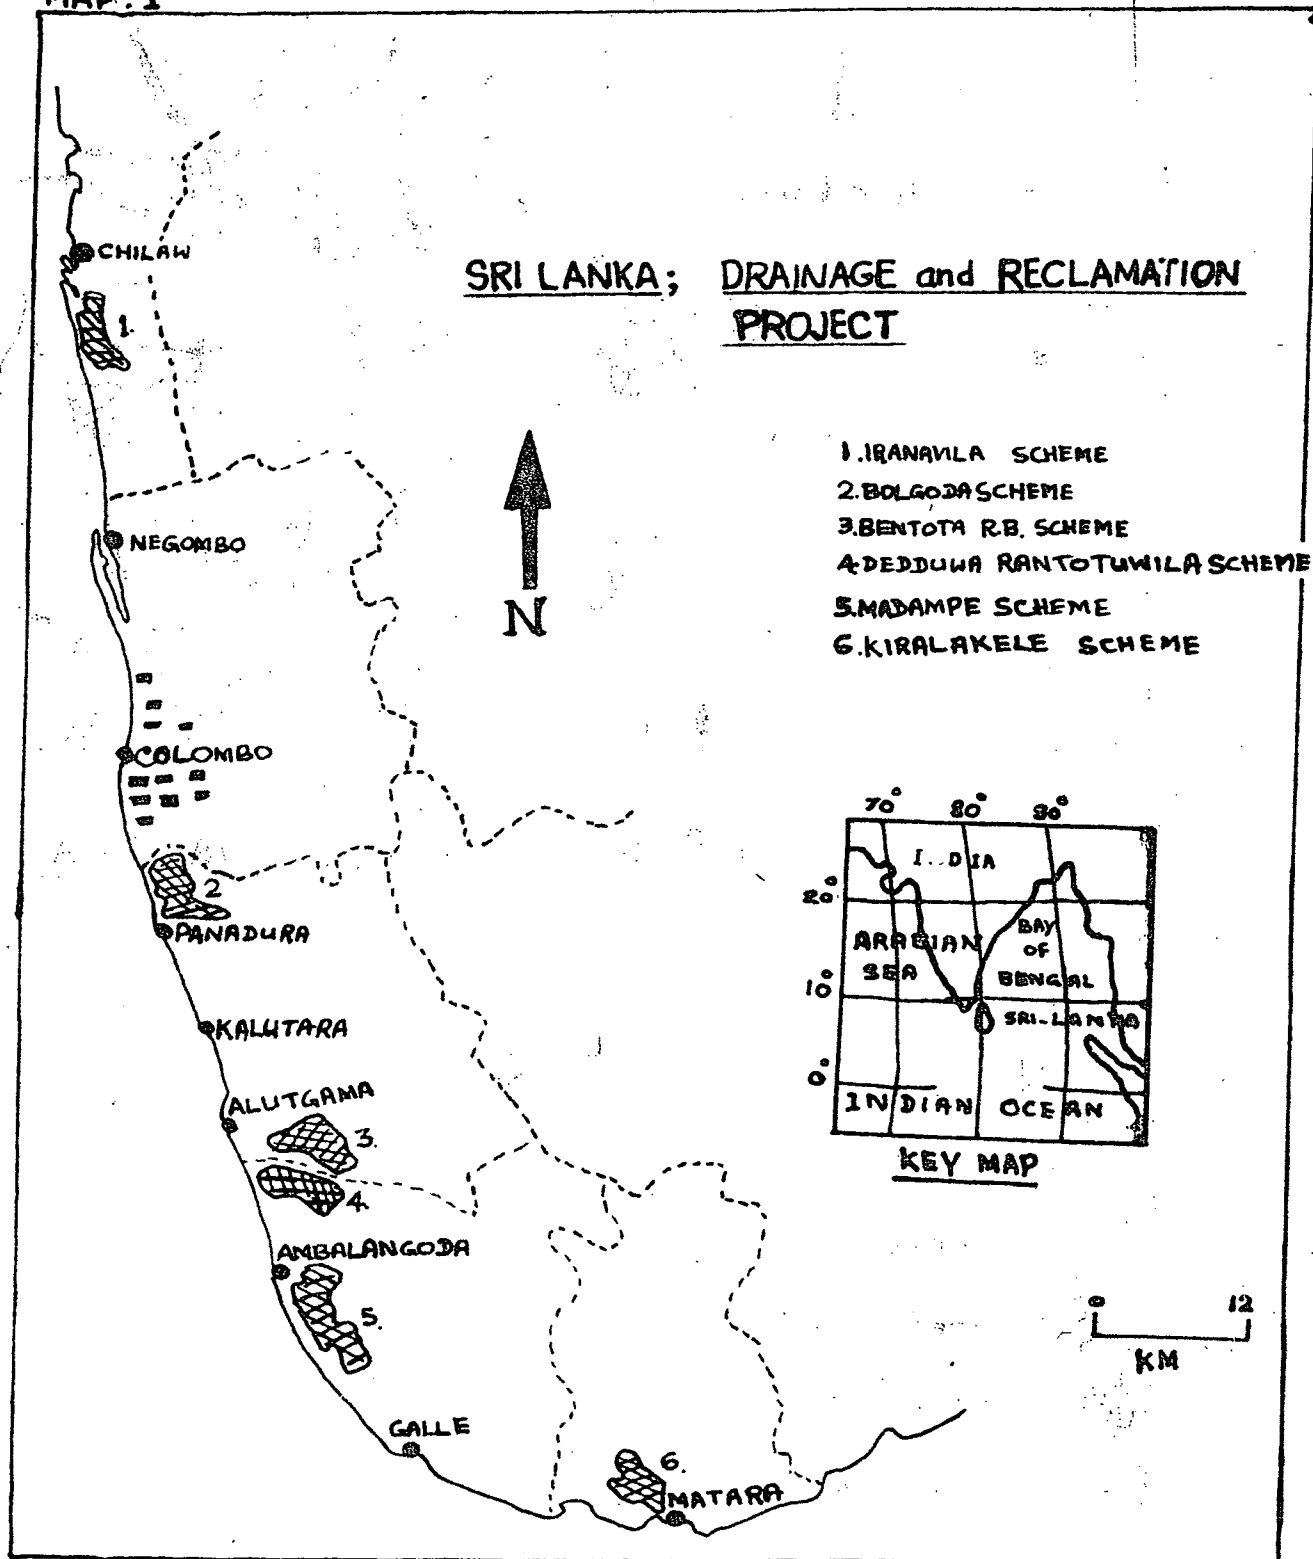 MAP: 1
SRI LANKA; DRAINAGE and RECLAMATION
PROJECT
CHILAW
1.
NEGOMBO
COLOMBO
2
PANADURA
KALUTARA
ALUTGAMA
3.
4.
AMBALANGODA
5.
GALLE
6.
MATARA
N
1.IRANAVILA SCHEME
2.BOLGODA SCHEME
3.BENTOTA R.B. SCHEME
4.DEDDUWA RANTOTUWILA SCHEME
5.MADAMPE SCHEME
6.KIRALAKELE SCHEME
70° 80° 90°
20°
10°
0°
I..DIA
ARABIAN
SEA
BAY
OF
BENGAL
SRI-LANKA
INDIAN OCEAN
KEY MAP
0 12
KM